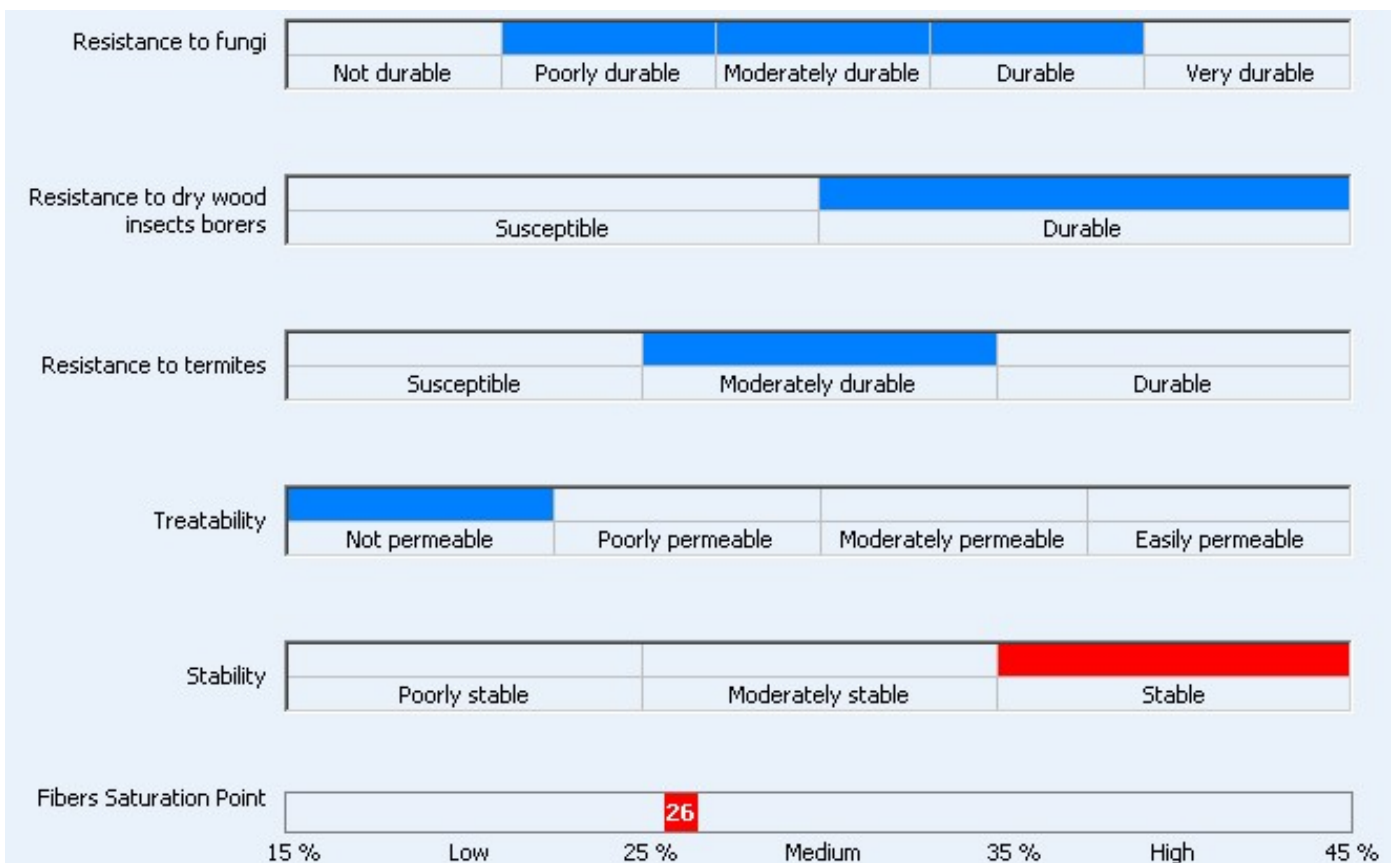 Resistance to fungi
Not durable Poorly durable Moderately durable Durable Very durable
Resistance to dry wood
insects borers
Susceptible Durable
Resistance to termites
Susceptible Moderately durable Durable
Treatability
Not permeable Poorly permeable Moderately permeable Easily permeable
Stability
Poorly stable Moderately stable Stable
Fibers Saturation Point
26
15 % Low 25 % Medium 35 % High 45 %